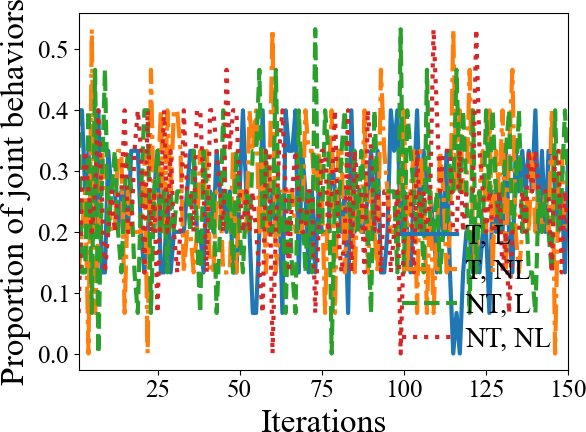 Proportion of joint behaviors
0.5
0.4
0.3
0.2
0.1
0.0
T, L
T, NL
NT, L
NT, NL
25 50 75 100 125 150
Iterations